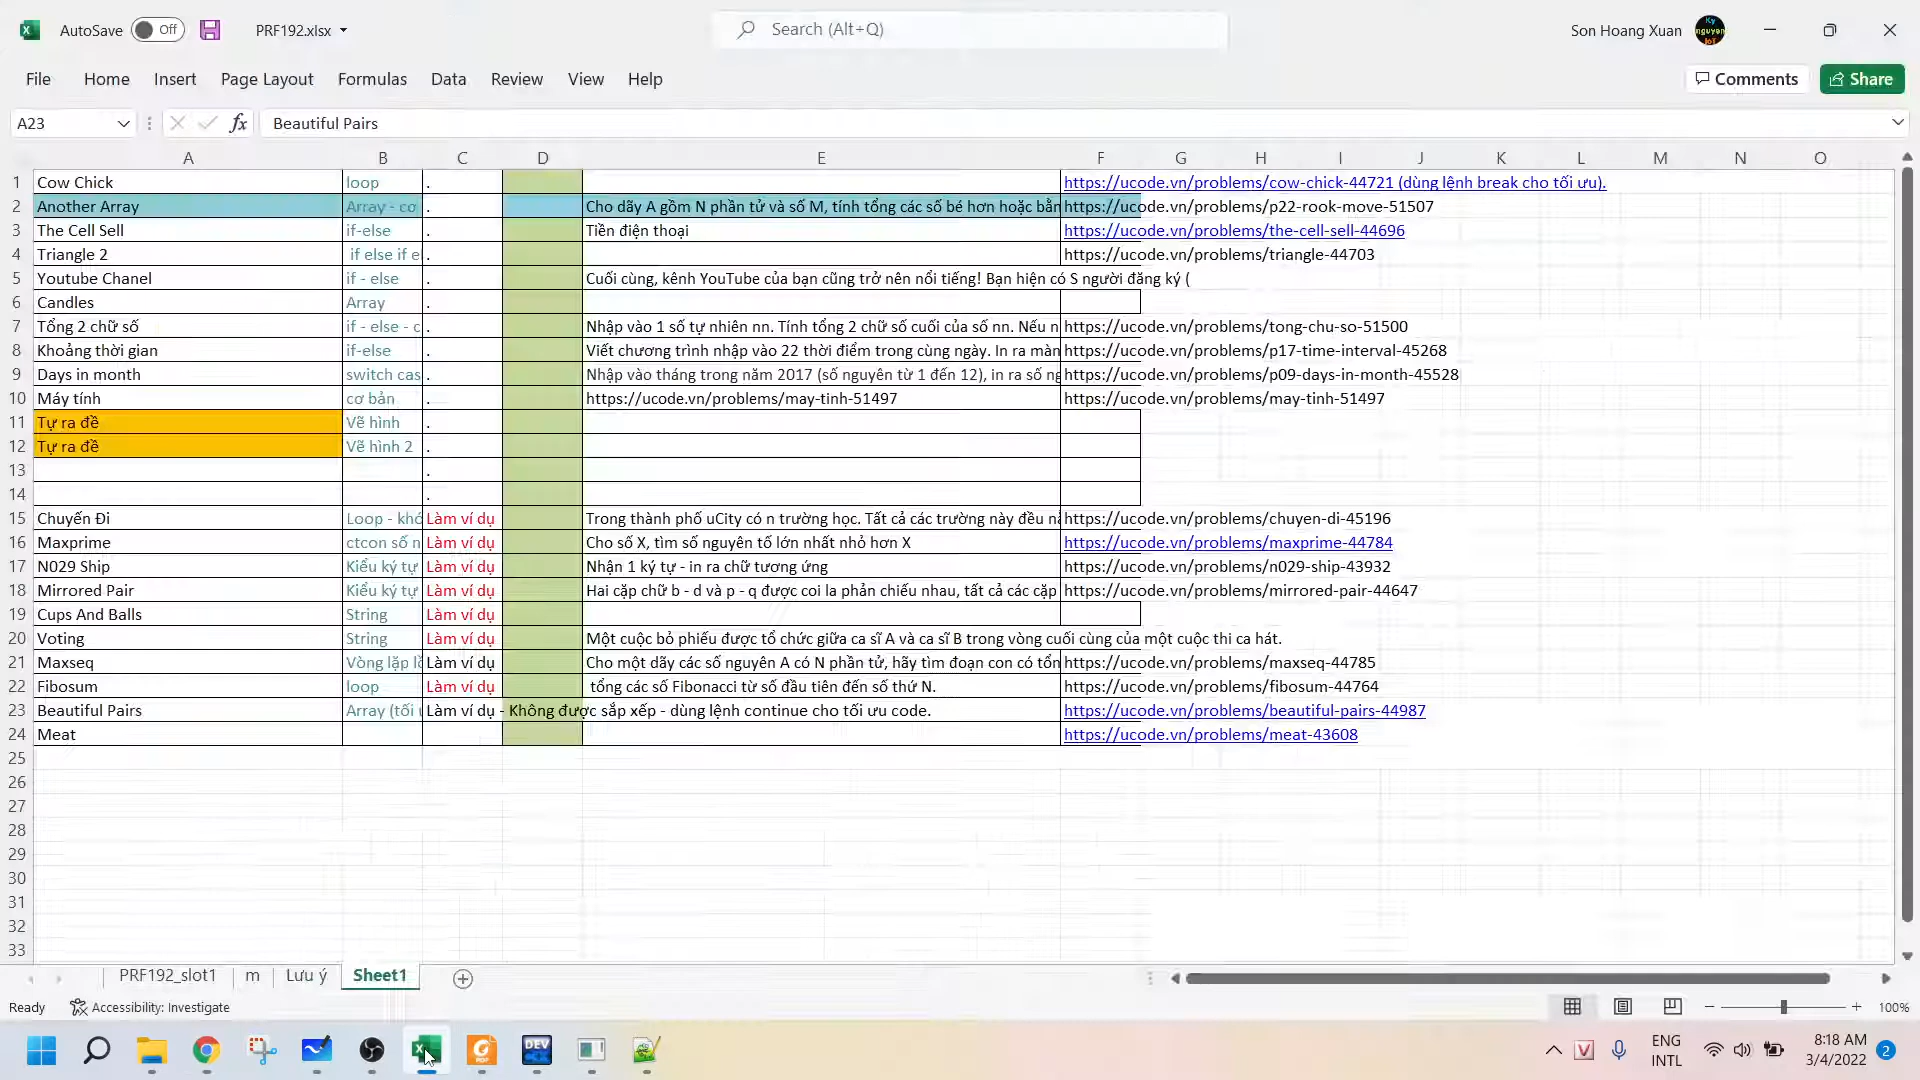 AutoSave Off PRF192.xlsx Search (Alt+Q) Son Hoang Xuan
File Home Insert Page Layout Formulas Data Review View Help Comments Share
A23 fx Beautiful Pairs
A B C D E F G H I J K L M N O
1 Cow Chick loop . https://ucode.vn/problems/cow-chick-44721 (dùng lệnh break cho tối ưu).
2 Another Array Array - cơ . Cho dãy A gồm N phần tử và số M, tính tổng các số bé hơn hoặc bằn https://ucode.vn/problems/p22-rook-move-51507
3 The Cell Sell if-else . Tiền điện thoại https://ucode.vn/problems/the-cell-sell-44696
4 Triangle 2 if else if e . https://ucode.vn/problems/triangle-44703
5 Youtube Chanel if - else . Cuối cùng, kênh YouTube của bạn cũng trở nên nổi tiếng! Bạn hiện có S người đăng ký (
6 Candles Array .
7 Tổng 2 chữ số if - else - c . Nhập vào 1 số tự nhiên nn. Tính tổng 2 chữ số cuối của số nn. Nếu n https://ucode.vn/problems/tong-chu-so-51500
8 Khoảng thời gian if-else . Viết chương trình nhập vào 22 thời điểm trong cùng ngày. In ra màn https://ucode.vn/problems/p17-time-interval-45268
9 Days in month switch cas . Nhập vào tháng trong năm 2017 (số nguyên từ 1 đến 12), in ra số ng https://ucode.vn/problems/p09-days-in-month-45528
10 Máy tính cơ bản . https://ucode.vn/problems/may-tinh-51497 https://ucode.vn/problems/may-tinh-51497
11 Tự ra đề Vẽ hình .
12 Tự ra đề Vẽ hình 2 .
13 .
14 .
15 Chuyến Đi Loop - khó Làm ví dụ Trong thành phố uCity có n trường học. Tất cả các trường này đều nằ https://ucode.vn/problems/chuyen-di-45196
16 Maxprime ctcon số n Làm ví dụ Cho số X, tìm số nguyên tố lớn nhất nhỏ hơn X https://ucode.vn/problems/maxprime-44784
17 N029 Ship Kiểu ký tự Làm ví dụ Nhận 1 ký tự - in ra chữ tương ứng https://ucode.vn/problems/n029-ship-43932
18 Mirrored Pair Kiểu ký tự Làm ví dụ Hai cặp chữ b - d và p - q được coi la phản chiếu nhau, tất cả các cặp https://ucode.vn/problems/mirrored-pair-44647
19 Cups And Balls String Làm ví dụ
20 Voting String Làm ví dụ Một cuộc bỏ phiếu được tổ chức giữa ca sĩ A và ca sĩ B trong vòng cuối cùng của một cuộc thi ca hát.
21 Maxseq Vòng lặp lồ Làm ví dụ Cho một dãy các số nguyên A có N phần tử, hãy tìm đoạn con có tổn https://ucode.vn/problems/maxseq-44785
22 Fibosum loop Làm ví dụ tổng các số Fibonacci từ số đầu tiên đến số thứ N. https://ucode.vn/problems/fibosum-44764
23 Beautiful Pairs Array (tối ư Làm ví dụ - Không được sắp xếp - dùng lệnh continue cho tối ưu code. https://ucode.vn/problems/beautiful-pairs-44987
24 Meat https://ucode.vn/problems/meat-43608
25
26
27
28
29
30
31
32
33
PRF192_slot1 m Lưu ý Sheet1
Ready Accessibility: Investigate 100%
ENG 8:18 AM
INTL 3/4/2022 2